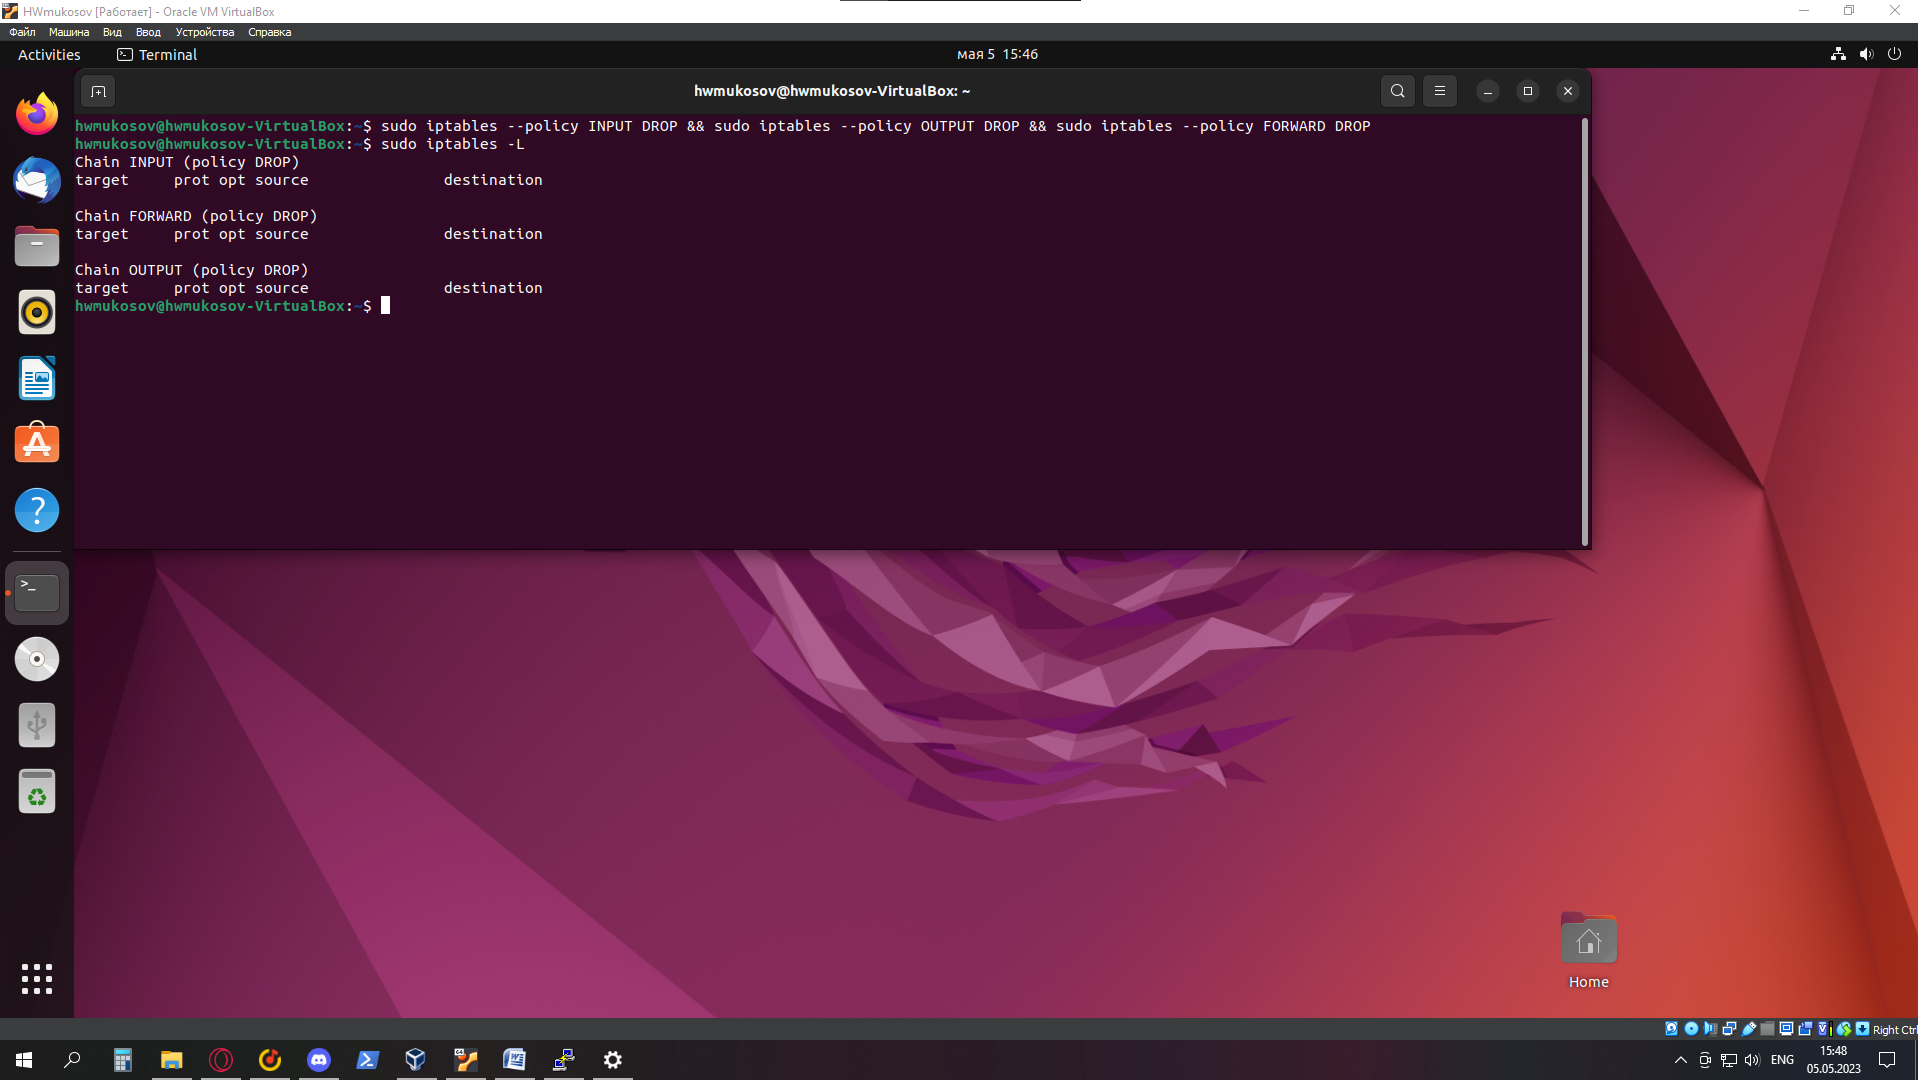 HWmukosov [Работает] - Oracle VM VirtualBox
Файл Машина Вид Ввод Устройства Справка
Activities Terminal мая 5 15:46
hwmukosov@hwmukosov-VirtualBox: ~
hwmukosov@hwmukosov-VirtualBox:~$ sudo iptables --policy INPUT DROP && sudo iptables --policy OUTPUT DROP && sudo iptables --policy FORWARD DROP
hwmukosov@hwmukosov-VirtualBox:~$ sudo iptables -L
Chain INPUT (policy DROP)
target     prot opt source               destination
Chain FORWARD (policy DROP)
target     prot opt source               destination
Chain OUTPUT (policy DROP)
target     prot opt source               destination
hwmukosov@hwmukosov-VirtualBox:~$
Home
Right Ctrl
ENG
15:48
05.05.2023